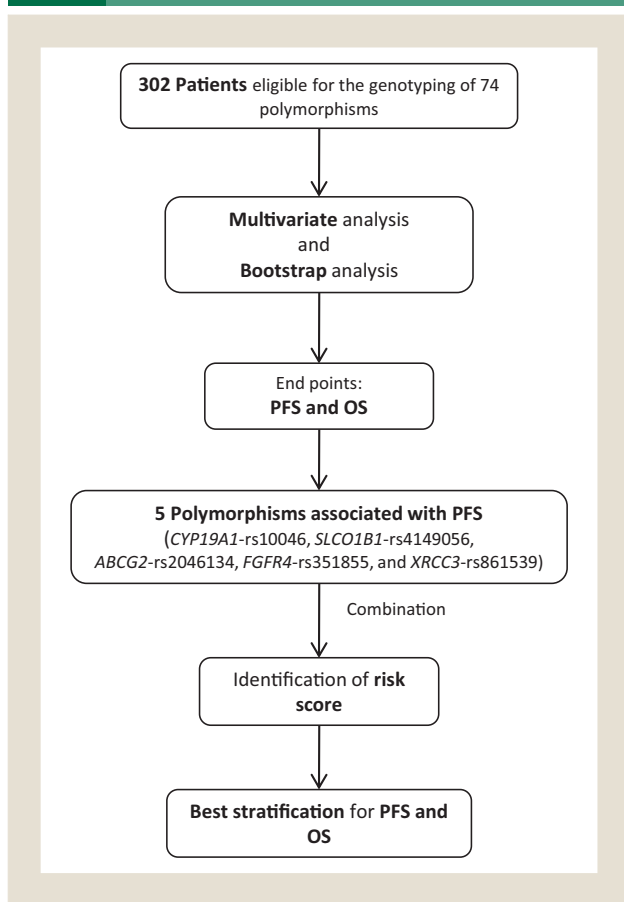 302 Patients eligible for the genotyping of 74
polymorphisms
Multivariate analysis
and
Bootstrap analysis
End points:
PFS and OS
5 Polymorphisms associated with PFS
(CYP19A1-rs10046, SLCO1B1-rs4149056,
ABCG2-rs2046134, FGFR4-rs351855, and XRCC3-rs861539)
Combination
Identification of risk
score
Best stratification for PFS and
OS